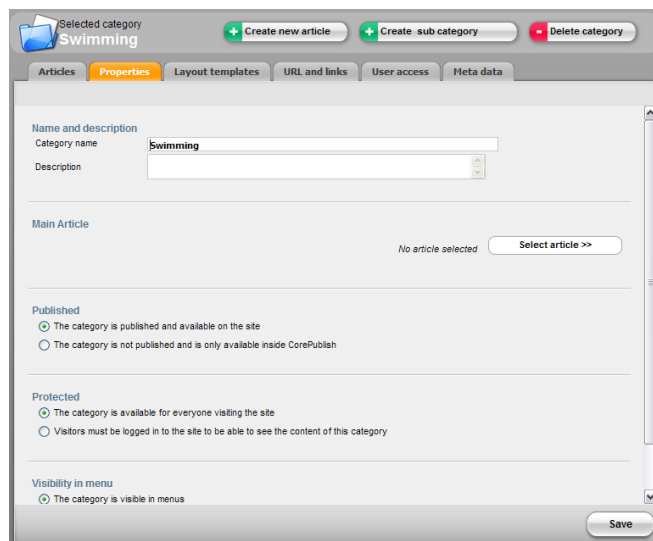 Selected category
Swimming
Create new article
Create sub category
Delete category
Articles
Properties
Layout templates
URL and links
User access
Meta data
Name and description
Category name
Swimming
Description
Main Article
No article selected
Select article >>
Published
The category is published and available on the site
The category is not published and is only available inside CorePublish
Protected
The category is available for everyone visiting the site
Visitors must be logged in to the site to be able to see the content of this category
Visibility in menu
The category is visible in menus
Save